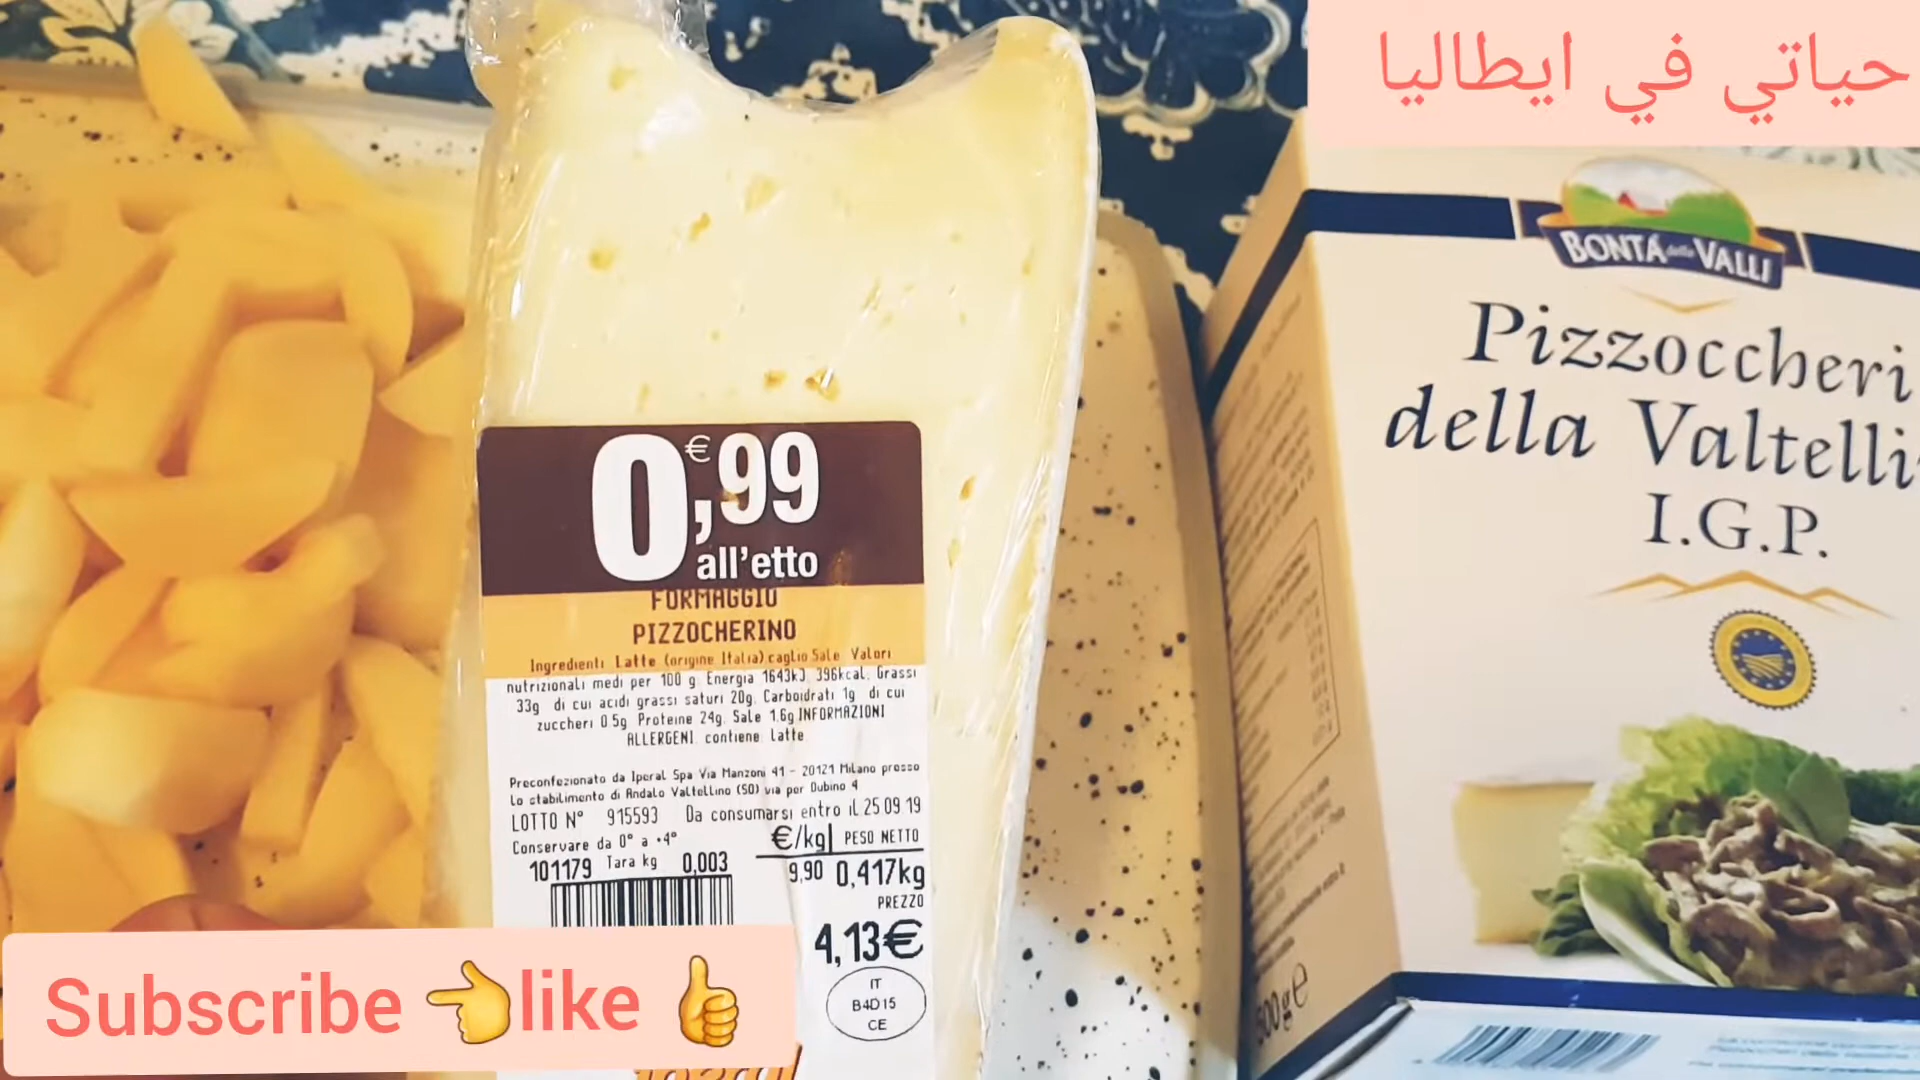 حياتي في ايطاليا
0,99
€
all'etto
FORMAGGIO
PIZZOCHERINO
Ingredienti Latte (origine Italia) caglio Sale Valori
nutrizionali medi per 100 g Energia 1643kJ 396kcal, Grassi
33g di cui acidi grassi saturi 20g, Carboidrati 1g di cui
zuccheri 0.5g Proteine 24g, Sale 1.6g INFORMAZIONI
ALLERGENI contiene Latte
Preconfezionato da Iperal Spa Via Manzoni 41 - 20121 Milano presso
Lo stabilimento di Andalo Valtellino (SO) via per Dubino 4
LOTTO N° 915593 Da consumarsi entro iL 25.09.19
Conservare da 0° a +4°
€/kg PESO NETTO
101179 Tara kg 0,003
9,90 0,417kg
PREZZO
4,13€
IT
B4D15
CE
BONTÀ delle VALLI
Pizzoccheri
della Valtelli
I.G.P.
500g e
Subscribe 👈 like 👍